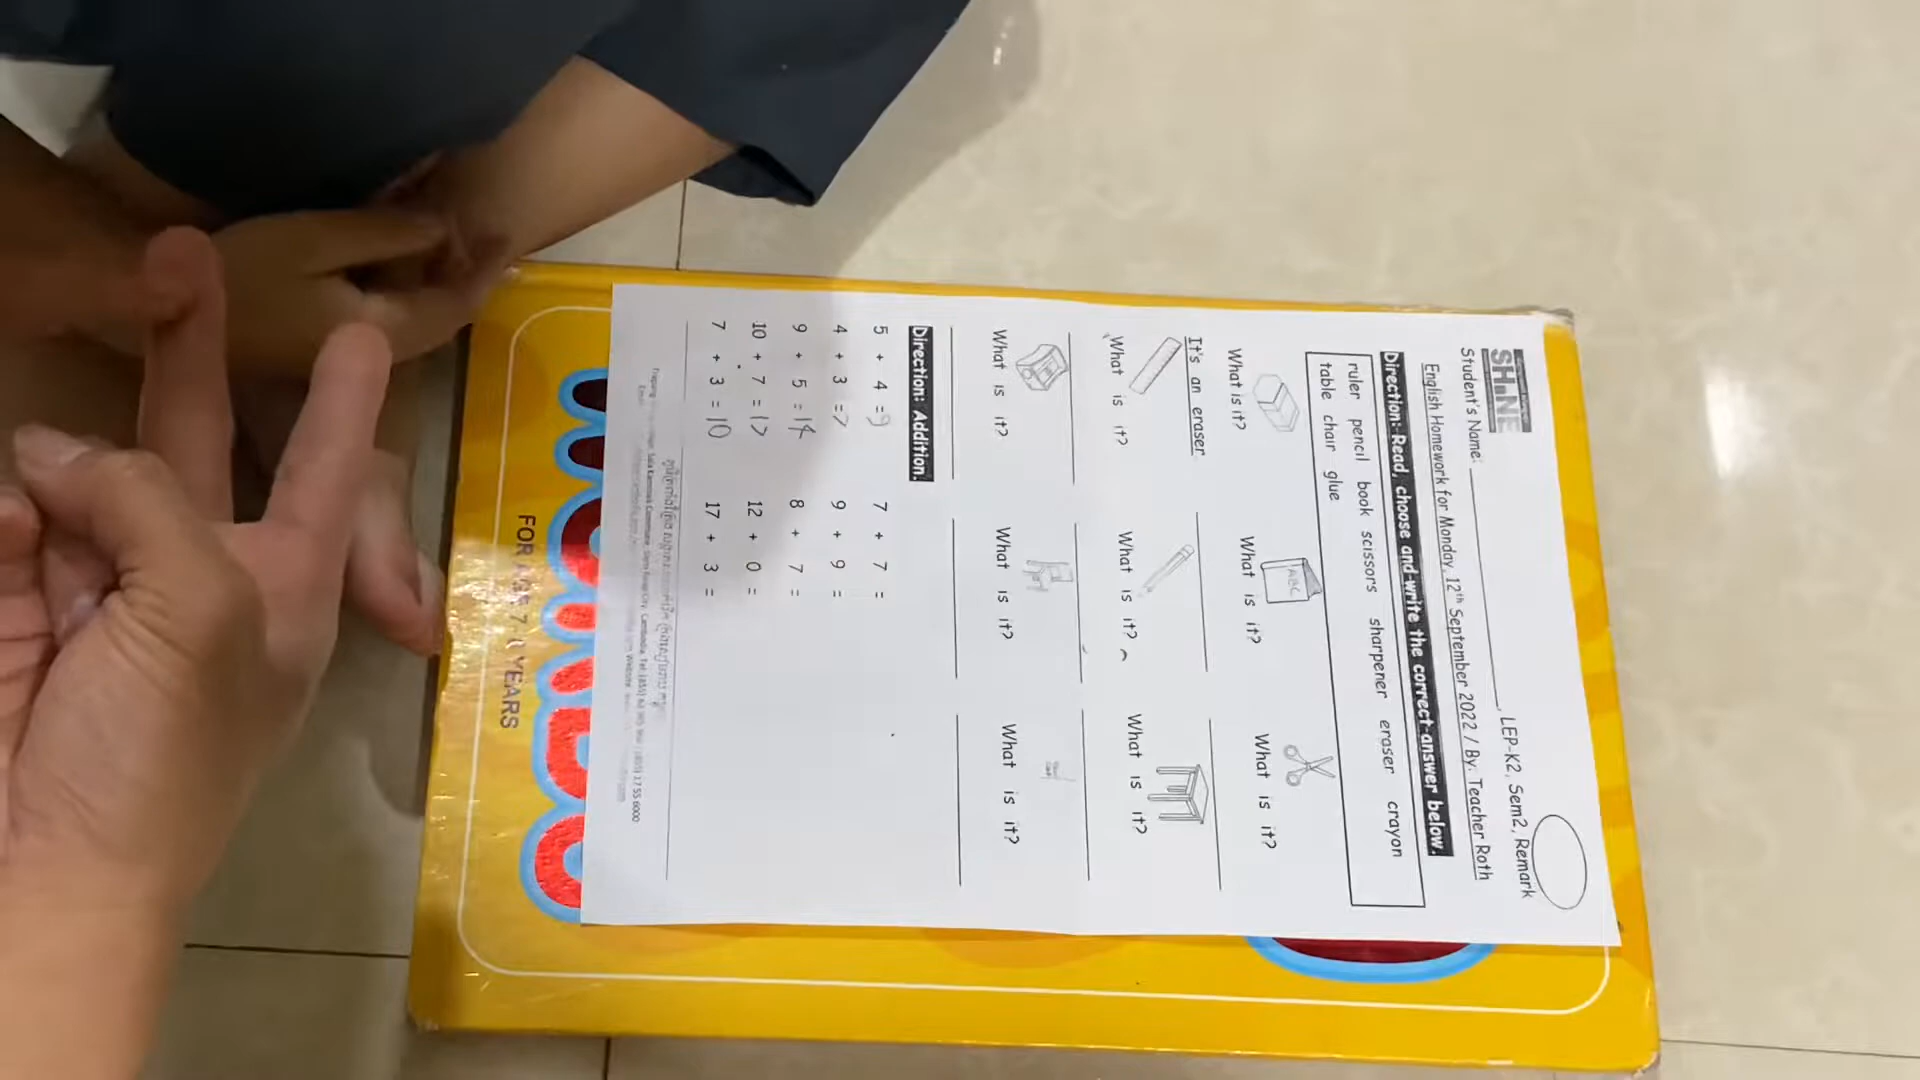 SHINE
Student's Name: LEP-K2, Sem2, Remark
English Homework for Monday, 12th September 2022 / By: Teacher Roth
Direction: Read, choose and write the correct answer below.
ruler pencil book scissors sharpener eraser crayon
table chair glue
ABC
What is it? What is it? What is it?
It's an eraser
What is it? What is it? What is it?
What is it? What is it? What is it?
Direction: Addition.
5 + 4 = 9 7 + 7 =
4 + 3 = 7 9 + 9 =
9 + 5 = 14 8 + 7 =
10 + 7 = 17 12 + 0 =
7 + 3 = 10 17 + 3 =
YEARS